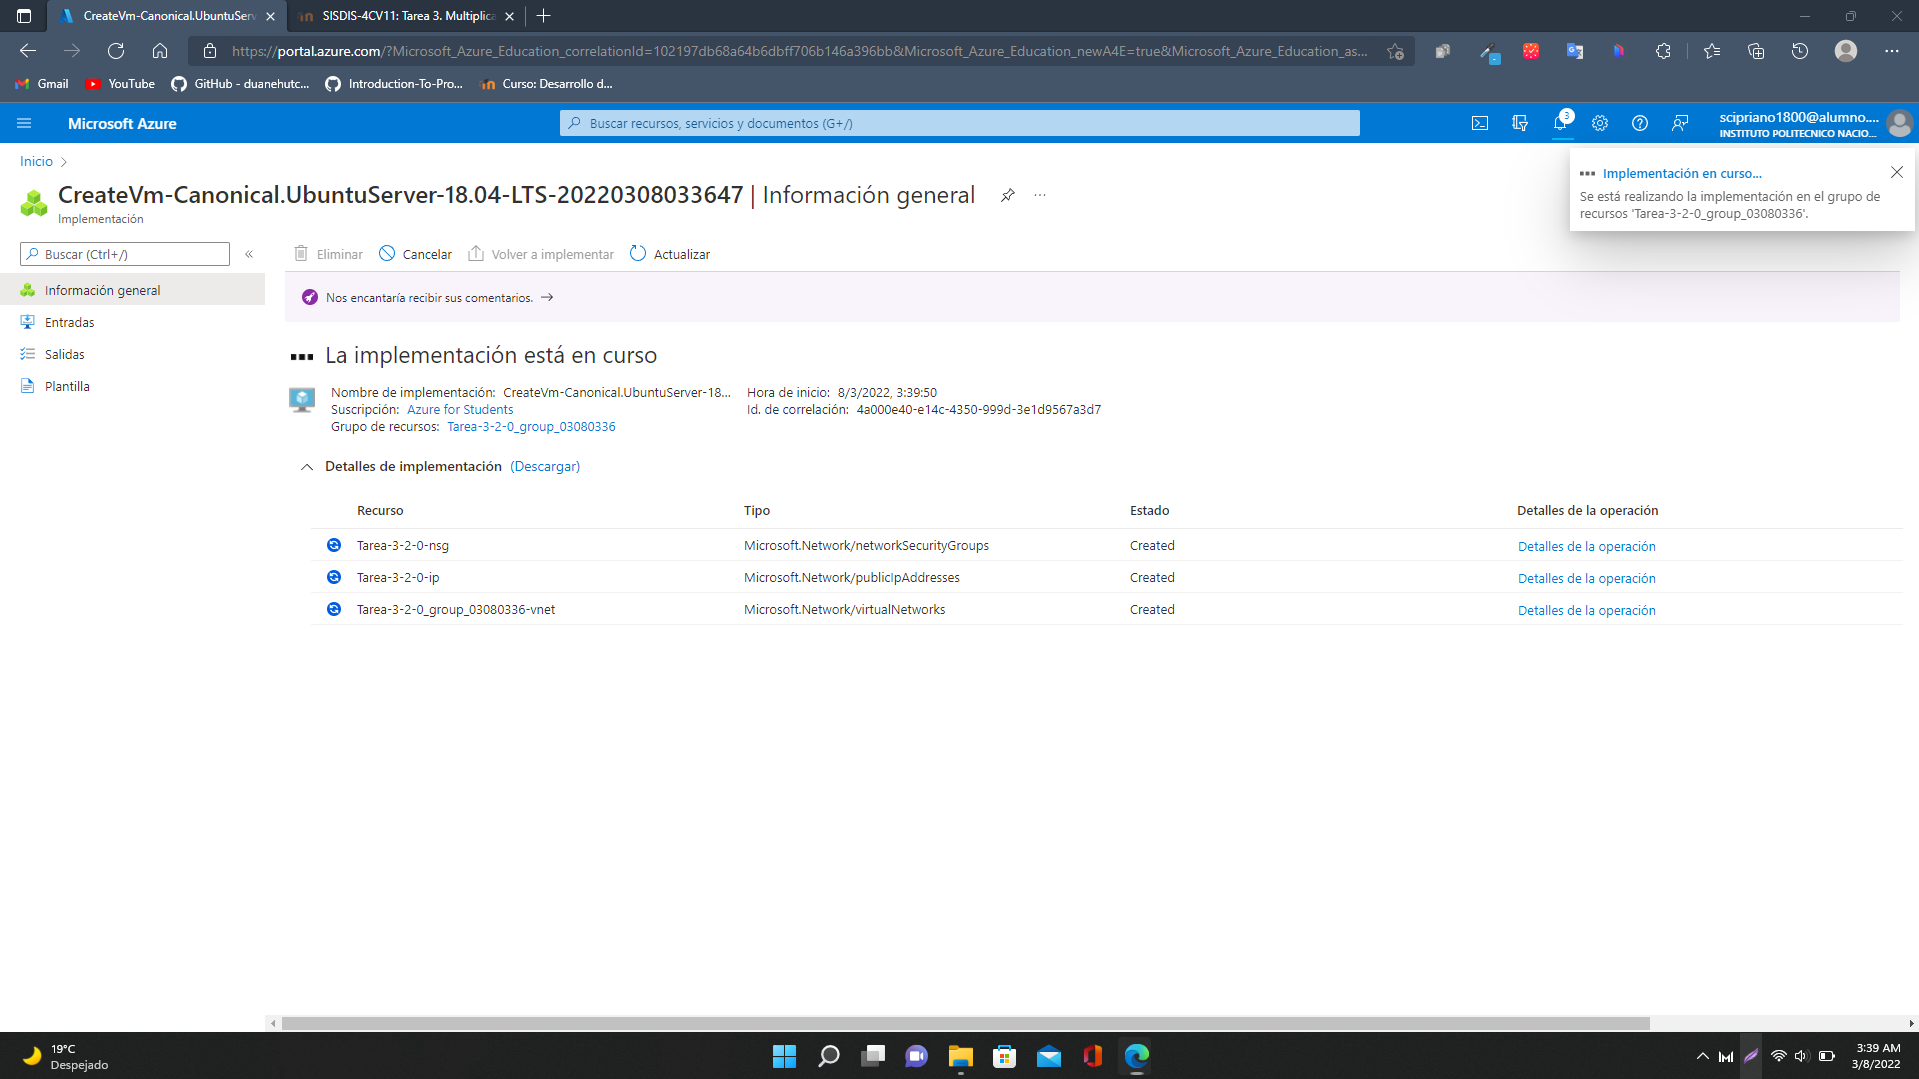 CreateVm-Canonical.UbuntuServ
SISDIS-4CV11: Tarea 3. Multiplica
https://portal.azure.com/?Microsoft_Azure_Education_correlationId=102197db68a64b6dbff706b146a396bb&Microsoft_Azure_Education_newA4E=true&Microsoft_Azure_Education_as...
Gmail
YouTube
GitHub - duanehutc...
Introduction-To-Pro...
Curso: Desarrollo d...
Microsoft Azure
Buscar recursos, servicios y documentos (G+/)
3
scipriano1800@alumno....
INSTITUTO POLITECNICO NACIO...
Inicio
CreateVm-Canonical.UbuntuServer-18.04-LTS-20220308033647 | Información general
Implementación
Implementación en curso...
Se está realizando la implementación en el grupo de
recursos 'Tarea-3-2-0_group_03080336'.
Buscar (Ctrl+/)
Eliminar
Cancelar
Volver a implementar
Actualizar
Información general
Entradas
Salidas
Plantilla
Nos encantaría recibir sus comentarios.
La implementación está en curso
Nombre de implementación: CreateVm-Canonical.UbuntuServer-18...
Suscripción: Azure for Students
Grupo de recursos: Tarea-3-2-0_group_03080336
Hora de inicio: 8/3/2022, 3:39:50
Id. de correlación: 4a000e40-e14c-4350-999d-3e1d9567a3d7
Detalles de implementación (Descargar)
Recurso Tipo Estado Detalles de la operación
Tarea-3-2-0-nsg Microsoft.Network/networkSecurityGroups Created Detalles de la operación
Tarea-3-2-0-ip Microsoft.Network/publicIpAddresses Created Detalles de la operación
Tarea-3-2-0_group_03080336-vnet Microsoft.Network/virtualNetworks Created Detalles de la operación
19°C
Despejado
3:39 AM
3/8/2022